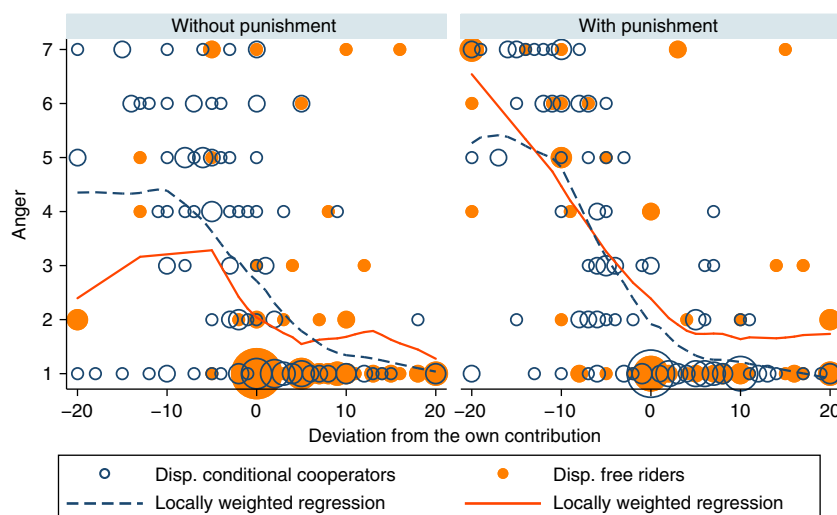 Without punishment
With punishment
Anger
7
6
5
4
3
2
1
−20 −10 0 10 20
−20 −10 0 10 20
Deviation from the own contribution
Disp. conditional cooperators
Disp. free riders
Locally weighted regression
Locally weighted regression